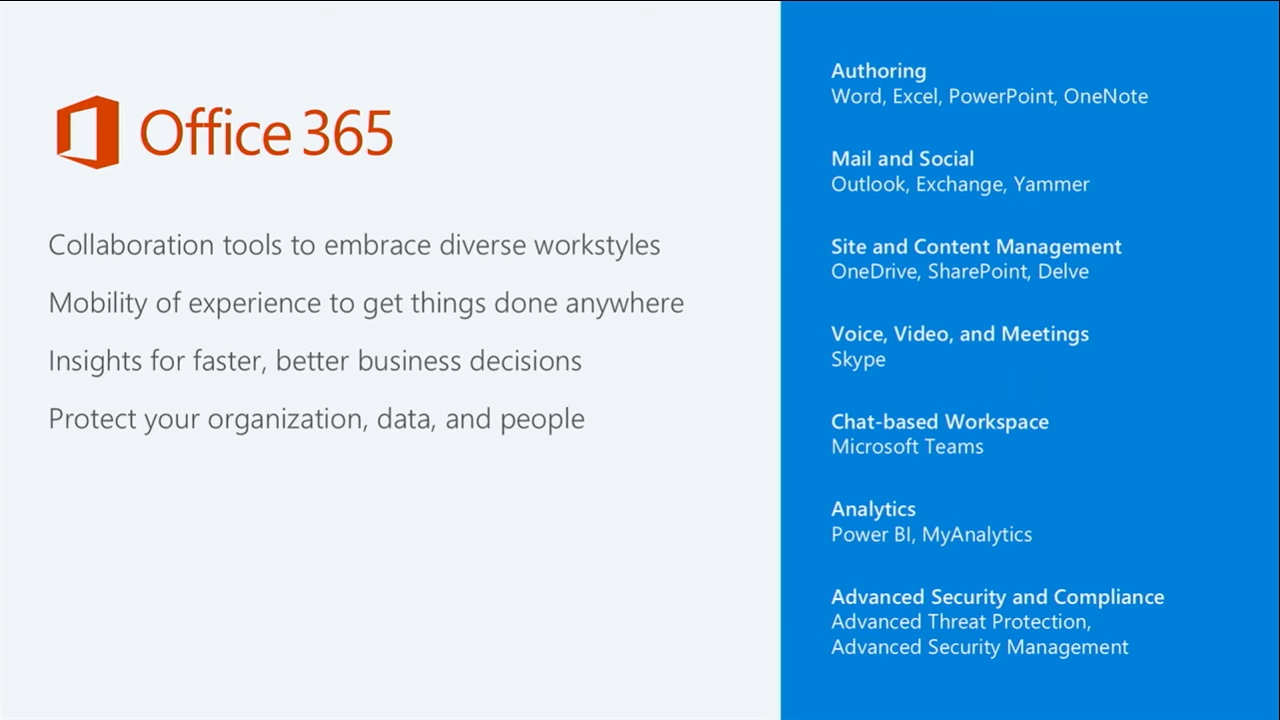 Office 365
Collaboration tools to embrace diverse workstyles
Mobility of experience to get things done anywhere
Insights for faster, better business decisions
Protect your organization, data, and people
Authoring
Word, Excel, PowerPoint, OneNote
Mail and Social
Outlook, Exchange, Yammer
Site and Content Management
OneDrive, SharePoint, Delve
Voice, Video, and Meetings
Skype
Chat-based Workspace
Microsoft Teams
Analytics
Power BI, MyAnalytics
Advanced Security and Compliance
Advanced Threat Protection,
Advanced Security Management